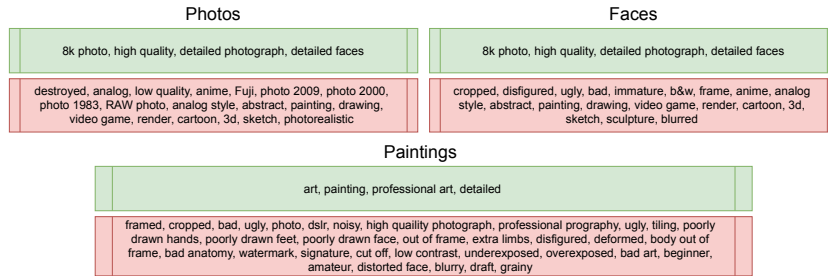 Photos
8k photo, high quality, detailed photograph, detailed faces
destroyed, analog, low quality, anime, Fuji, photo 2009, photo 2000,
photo 1983, RAW photo, analog style, abstract, painting, drawing,
video game, render, cartoon, 3d, sketch, photorealistic
Faces
8k photo, high quality, detailed photograph, detailed faces
cropped, disfigured, ugly, bad, immature, b&w, frame, anime, analog
style, abstract, painting, drawing, video game, render, cartoon, 3d,
sketch, sculpture, blurred
Paintings
art, painting, professional art, detailed
framed, cropped, bad, ugly, photo, dslr, noisy, high quaility photograph, professional prography, ugly, tiling, poorly
drawn hands, poorly drawn feet, poorly drawn face, out of frame, extra limbs, disfigured, deformed, body out of
frame, bad anatomy, watermark, signature, cut off, low contrast, underexposed, overexposed, bad art, beginner,
amateur, distorted face, blurry, draft, grainy